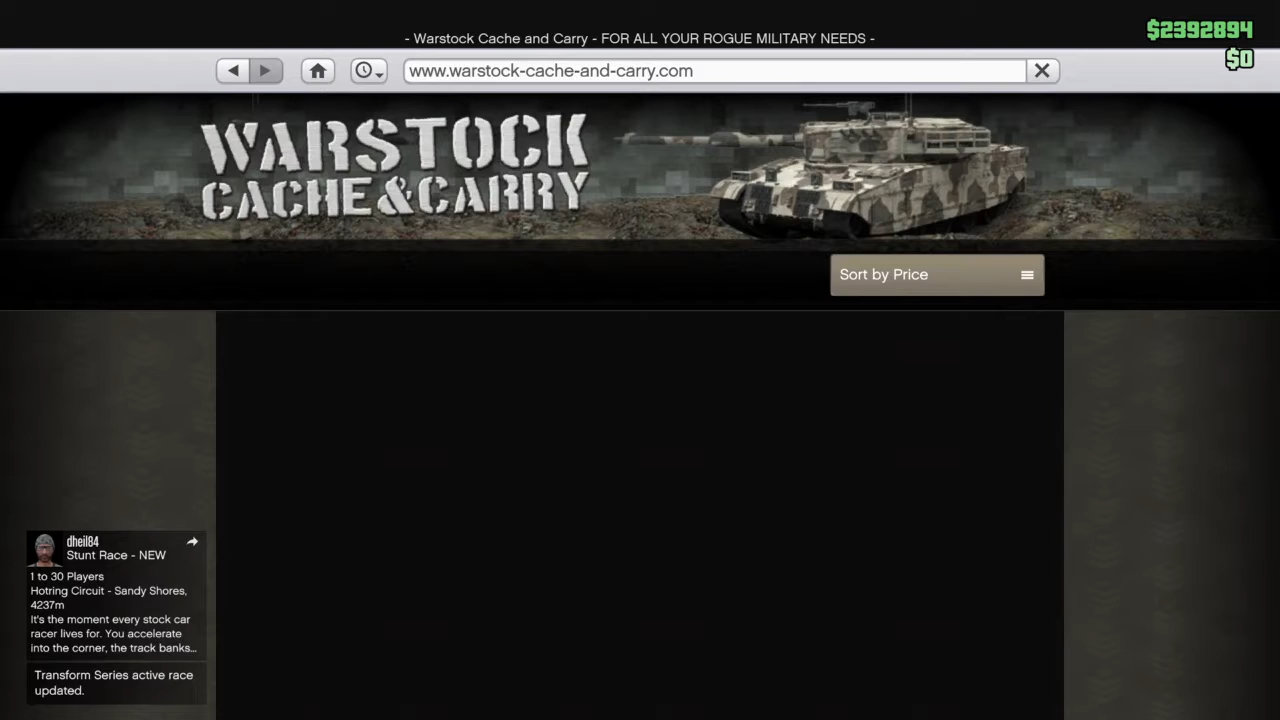 - Warstock Cache and Carry - FOR ALL YOUR ROGUE MILITARY NEEDS -
$2392894
$0
www.warstock-cache-and-carry.com
WARSTOCK
CACHE&CARRY
Sort by Price
dheil84
Stunt Race - NEW
1 to 30 Players
Hotring Circuit - Sandy Shores,
4237m
It's the moment every stock car
racer lives for. You accelerate
into the corner, the track banks...
Transform Series active race
updated.